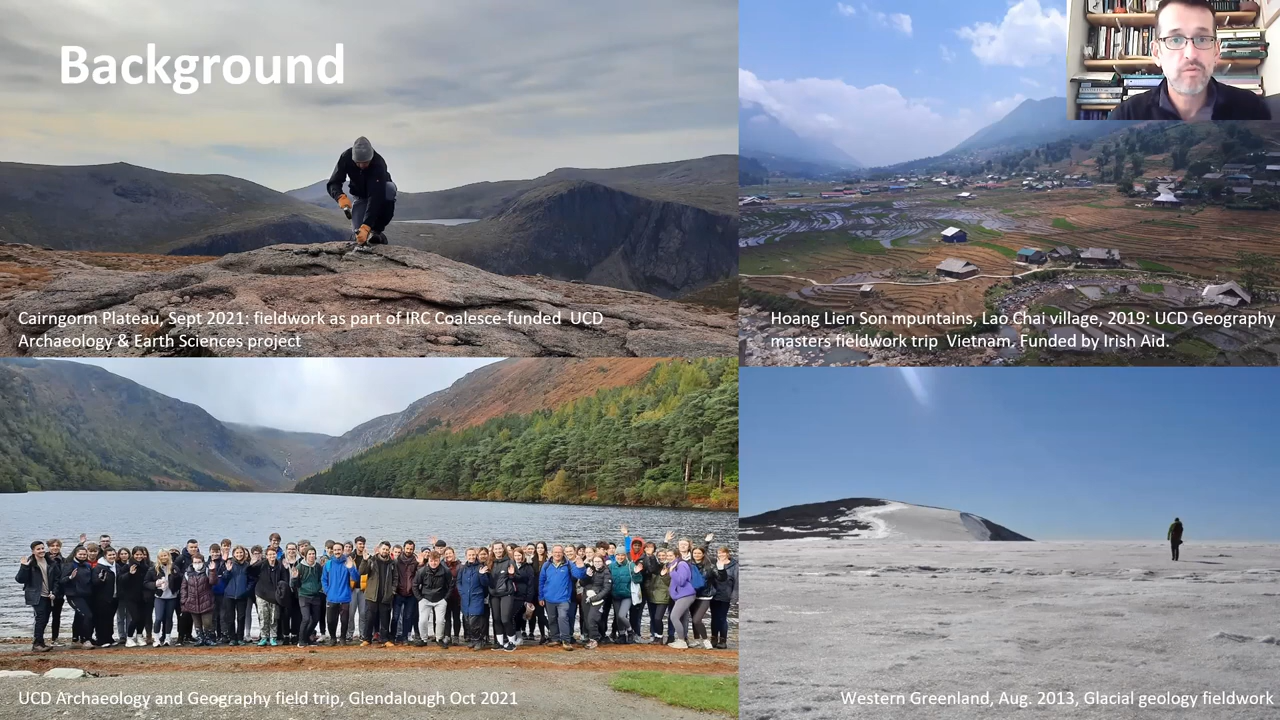 Background
Cairngorm Plateau, Sept 2021: fieldwork as part of IRC Coalesce-funded UCD
Archaeology & Earth Sciences project
Hoang Lien Son mpuntains, Lao Chai village, 2019: UCD Geography
masters fieldwork trip Vietnam. Funded by Irish Aid.
UCD Archaeology and Geography field trip, Glendalough Oct 2021
Western Greenland, Aug. 2013, Glacial geology fieldwork